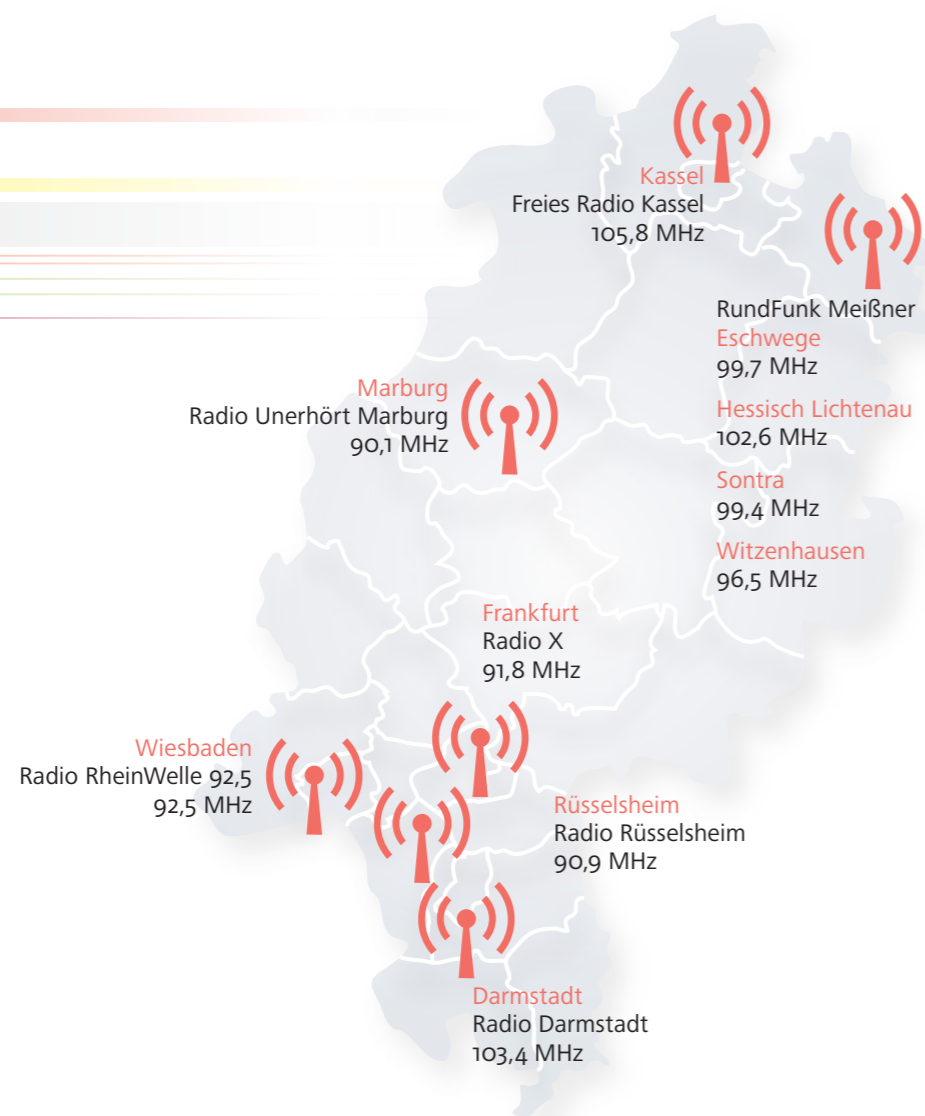 Kassel
Freies Radio Kassel
105,8 MHz
RundFunk Meißner
Eschwege
99,7 MHz
Hessisch Lichtenau
102,6 MHz
Sontra
99,4 MHz
Witzenhausen
96,5 MHz
Marburg
Radio Unerhört Marburg
90,1 MHz
Frankfurt
Radio X
91,8 MHz
Wiesbaden
Radio RheinWelle 92,5
92,5 MHz
Rüsselsheim
Radio Rüsselsheim
90,9 MHz
Darmstadt
Radio Darmstadt
103,4 MHz